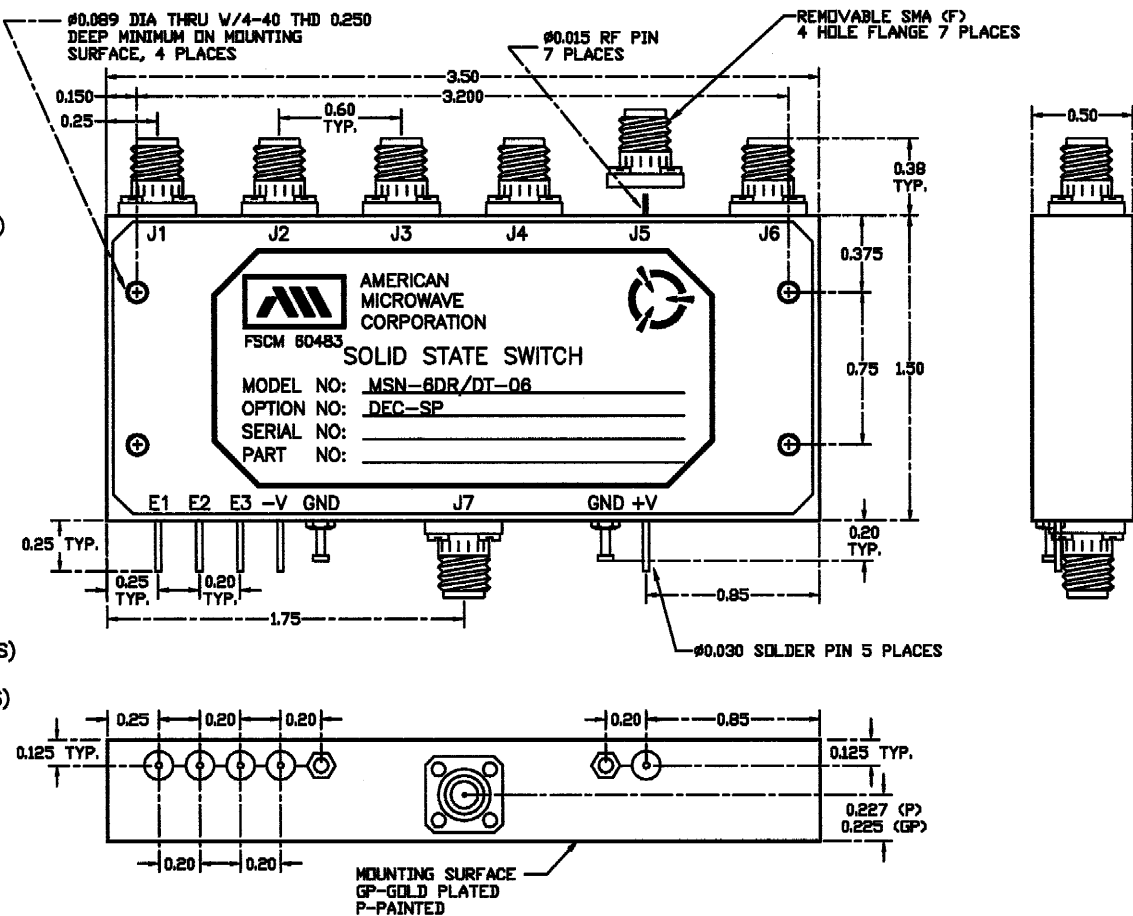 ø0.089 DIA THRU W/4-40 THD 0.250
DEEP MINIMUM ON MOUNTING
SURFACE, 4 PLACES
ø0.015 RF PIN
7 PLACES
REMOVABLE SMA (F)
4 HOLE FLANGE 7 PLACES
3.50
0.150
3.200
0.25
0.60
TYP.
0.50
0.38
TYP.
)
J1 J2 J3 J4 J5 J6
0.375
AMERICAN
MICROWAVE
CORPORATION
FSCM 60483
SOLID STATE SWITCH
MODEL NO: MSN-6DR/DT-06
OPTION NO: DEC-SP
SERIAL NO:
PART NO:
0.75 1.50
E1 E2 E3 -V GND J7 GND +V
0.25 TYP.
0.20
TYP.
0.25
TYP.
0.20
TYP.
0.85
1.75
S)
ø0.030 SOLDER PIN 5 PLACES
S)
0.25 0.20 0.20 0.20 0.85
0.125 TYP.
0.125 TYP.
0.227 (P)
0.225 (GP)
0.20 0.20
MOUNTING SURFACE
GP-GOLD PLATED
P-PAINTED